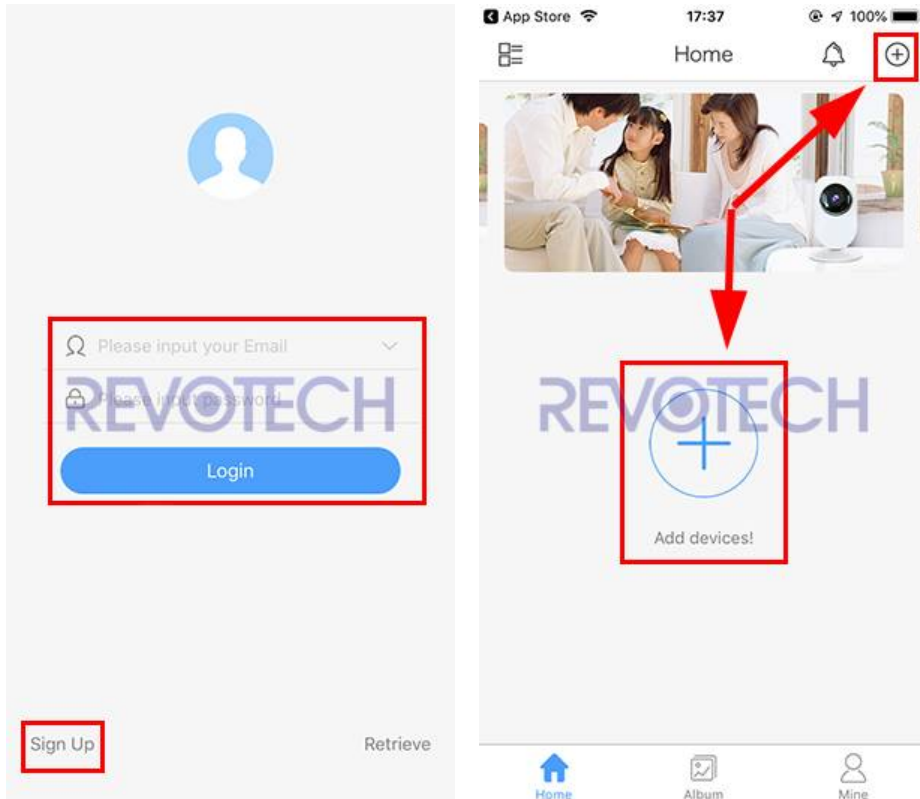 Please input your Email
Please input password
REVOTECH
Login
Sign Up
Retrieve
App Store
17:37
100%
Home
REVOTECH
Add devices!
Home
Album
Mine